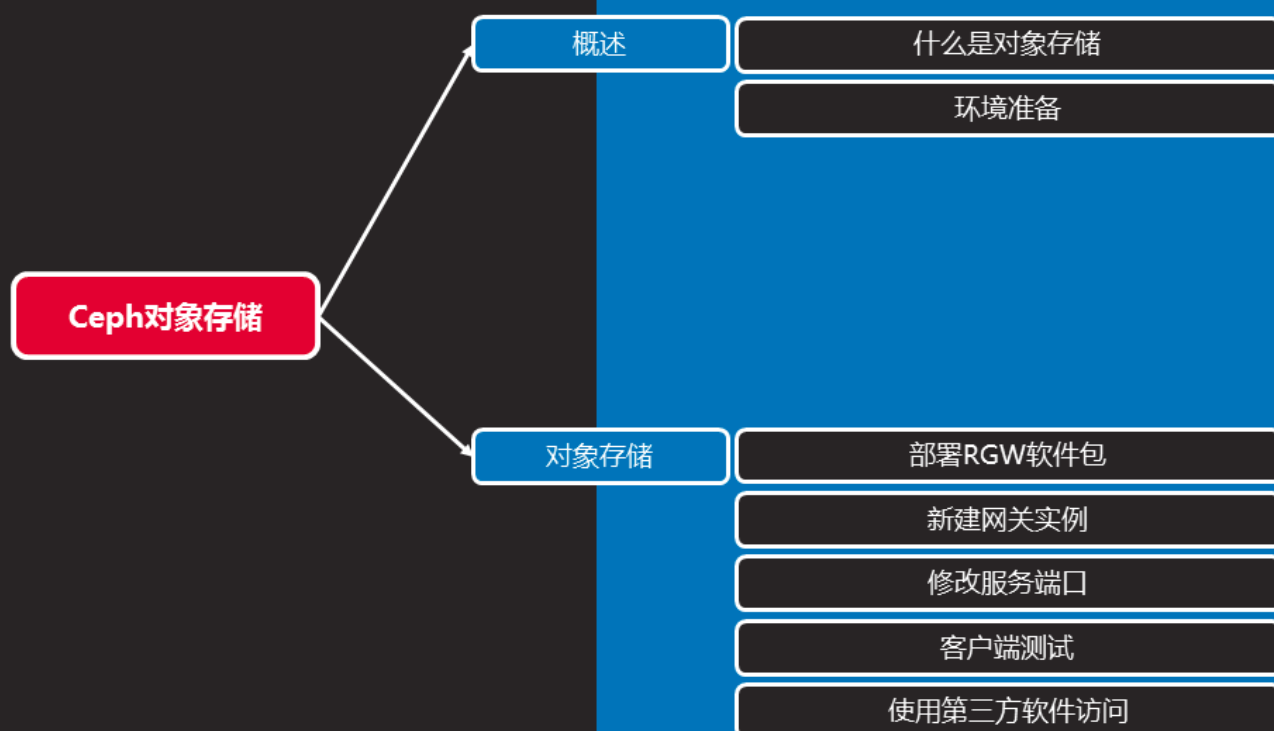 概述
什么是对象存储
环境准备
Ceph对象存储
对象存储
部署RGW软件包
新建网关实例
修改服务端口
客户端测试
使用第三方软件访问